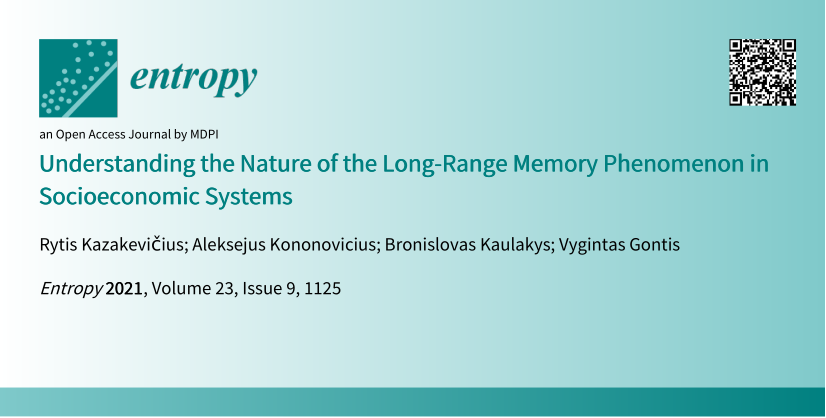 entropy
an Open Access Journal by MDPI
Understanding the Nature of the Long-Range Memory Phenomenon in
Socioeconomic Systems
Rytis Kazakevičius; Aleksejus Kononovicius; Bronislovas Kaulakys; Vygintas Gontis
Entropy 2021, Volume 23, Issue 9, 1125